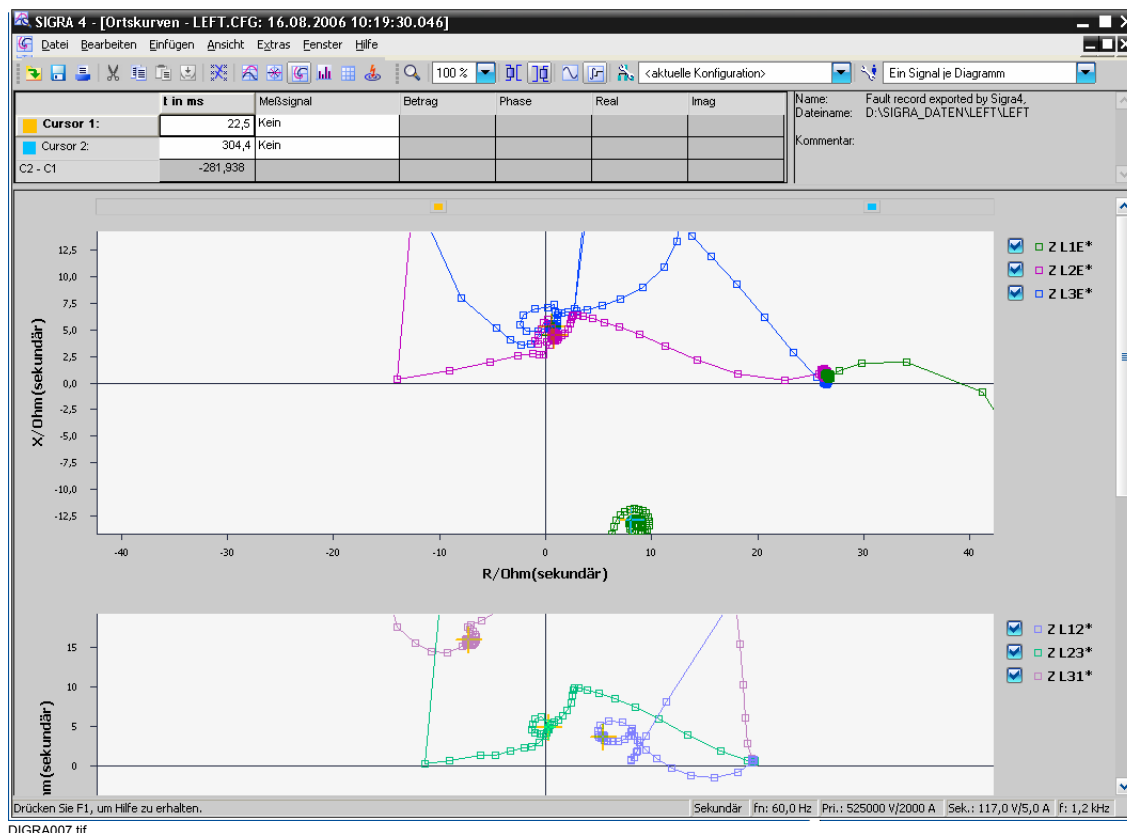 SIGRA 4 - [Ortskurven - LEFT.CFG: 16.08.2006 10:19:30.046]
Datei Bearbeiten Einfügen Ansicht Extras Fenster Hilfe
100 % <aktuelle Konfiguration> Ein Signal je Diagramm
t in ms Meßsignal Betrag Phase Real Imag
Cursor 1: 22,5 Kein
Cursor 2: 304,4 Kein
C2 - C1 -281,938
Name: Fault record exported by Sigra4,
Dateiname: D:\SIGRA_DATEN\LEFT\LEFT
Kommentar:
12,5
10,0
7,5
5,0
2,5
0,0
-2,5
-5,0
-7,5
-10,0
-12,5
X/Ohm(sekundär)
-40 -30 -20 -10 0 10 20 30 40
R/Ohm(sekundär)
Z L1E*
Z L2E*
Z L3E*
15
10
5
0
hm(sekundär)
Z L12*
Z L23*
Z L31*
Drücken Sie F1, um Hilfe zu erhalten. Sekundär fn: 60,0 Hz Pri.: 525000 V/2000 A Sek.: 117,0 V/5,0 A f: 1,2 kHz
DIGRA007.tif